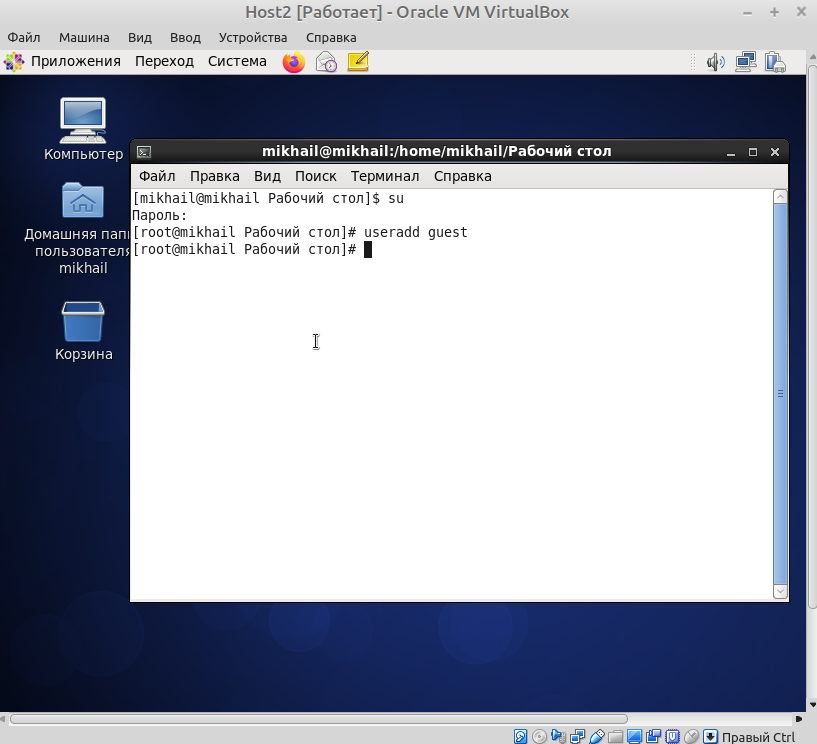 Host2 [Работает] - Oracle VM VirtualBox
Файл Машина Вид Ввод Устройства Справка
Приложения Переход Система
Компьютер
Домашняя пап
пользователя
mikhail
Корзина
mikhail@mikhail:/home/mikhail/Рабочий стол
Файл Правка Вид Поиск Терминал Справка
[mikhail@mikhail Рабочий стол]$ su
Пароль:
[root@mikhail Рабочий стол]# useradd guest
[root@mikhail Рабочий стол]#
Правый Ctrl